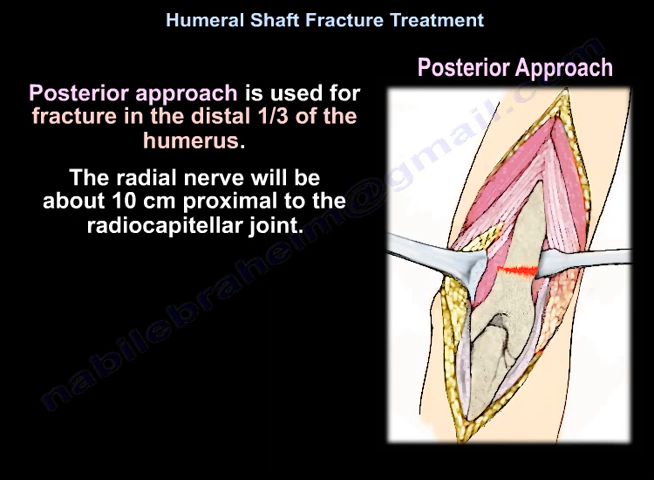 Humeral Shaft Fracture Treatment
Posterior Approach
Posterior approach is used for
fracture in the distal 1/3 of the
humerus.
The radial nerve will be
about 10 cm proximal to the
radiocapitellar joint.
nabilebraheim@gmail.com